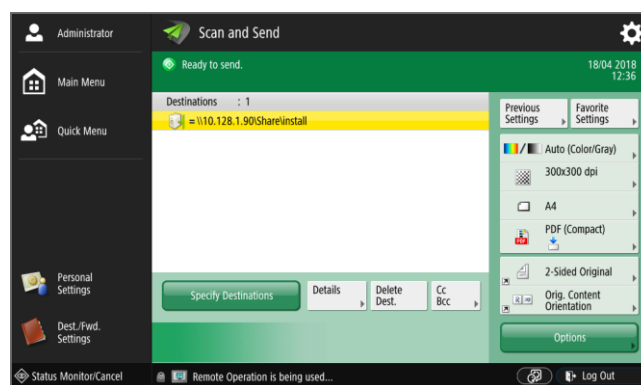 Administrator
Scan and Send
Ready to send.
18/04 2018
12:36
Main Menu
Quick Menu
Destinations : 1
= \\10.128.1.90\Share\install
Previous
Settings
Favorite
Settings
Auto (Color/Gray)
300x300 dpi
A4
PDF (Compact)
2-Sided Original
Orig. Content
Orientation
Personal
Settings
Specify Destinations
Details
Delete
Dest.
Cc
Bcc
Dest./Fwd.
Settings
Options
Status Monitor/Cancel
Remote Operation is being used...
Log Out